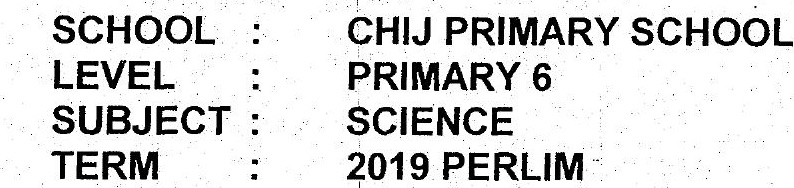 SCHOOL : CHIJ PRIMARY SCHOOL
LEVEL : PRIMARY 6
SUBJECT : SCIENCE
TERM : 2019 PERLIM